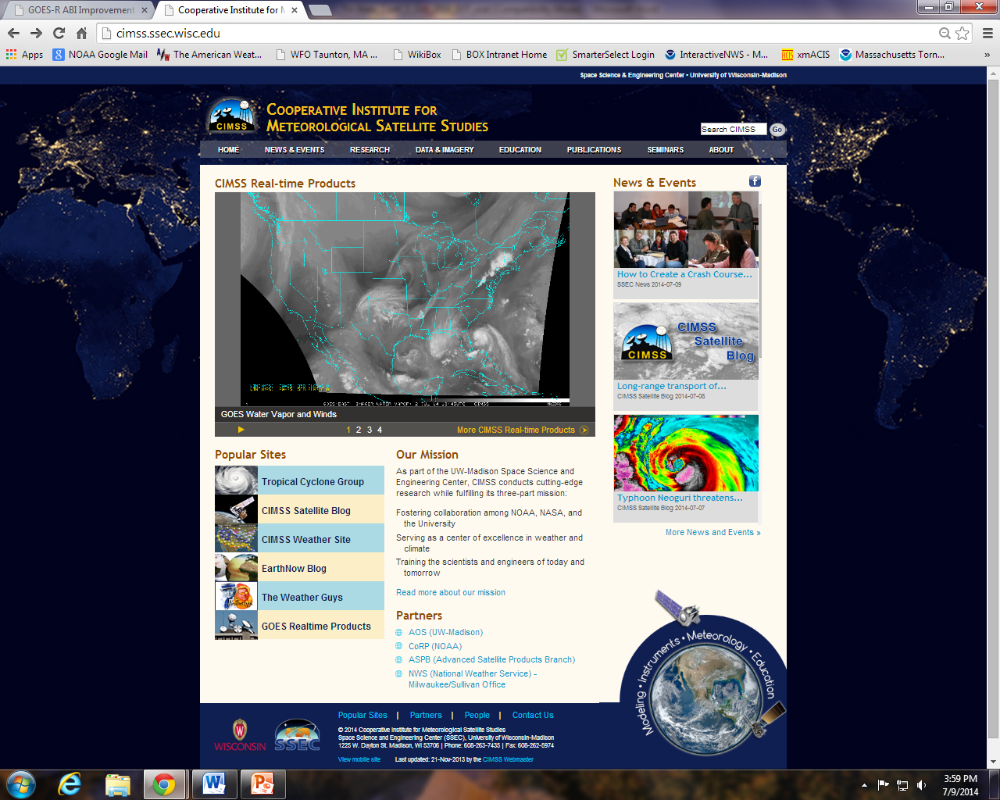 GOES-R ABI Improvement
Cooperative Institute for M
cimss.ssec.wisc.edu
Apps
NOAA Google Mail
The American Weat...
WFO Taunton, MA ...
WikiBox
BOX Intranet Home
SmarterSelect Login
InteractiveNWS - M...
xmACIS
Massachusetts Torn...
»
Space Science & Engineering Center • University of Wisconsin-Madison
CIMSS
Cooperative Institute for
Meteorological Satellite Studies
Search CIMSS
Go
HOME
NEWS & EVENTS
RESEARCH
DATA & IMAGERY
EDUCATION
PUBLICATIONS
SEMINARS
ABOUT
CIMSS Real-time Products
GOES Water Vapor and Winds
1 2 3 4
More CIMSS Real-time Products
Popular Sites
Tropical Cyclone Group
CIMSS Satellite Blog
CIMSS Weather Site
EarthNow Blog
The Weather Guys
GOES Realtime Products
Our Mission
As part of the UW-Madison Space Science and
Engineering Center, CIMSS conducts cutting-edge
research while fulfilling its three-part mission:
Fostering collaboration among NOAA, NASA, and
the University
Serving as a center of excellence in weather and
climate
Training the scientists and engineers of today and
tomorrow
Read more about our mission
Partners
AOS (UW-Madison)
CoRP (NOAA)
ASPB (Advanced Satellite Products Branch)
NWS (National Weather Service) -
Milwaukee/Sullivan Office
News & Events
f
How to Create a Crash Course...
SSEC News 2014-07-09
CIMSS
CIMSS
Satellite
Blog
Long-range transport of...
CIMSS Satellite Blog 2014-07-08
Typhoon Neoguri threatens...
CIMSS Satellite Blog 2014-07-07
More News and Events »
Modeling • Instruments • Meteorology • Education
W
WISCONSIN
SSEC
Popular Sites | Partners | People | Contact Us
© 2014 Cooperative Institute for Meteorological Satellite Studies
Space Science and Engineering Center (SSEC), University of Wisconsin-Madison
1225 W. Dayton St. Madison, WI 53706 | Phone: 608-263-7435 | Fax: 608-262-5974
View mobile site
Last updated: 21-Nov-2013 by the CIMSS Webmaster
3:59 PM
7/9/2014